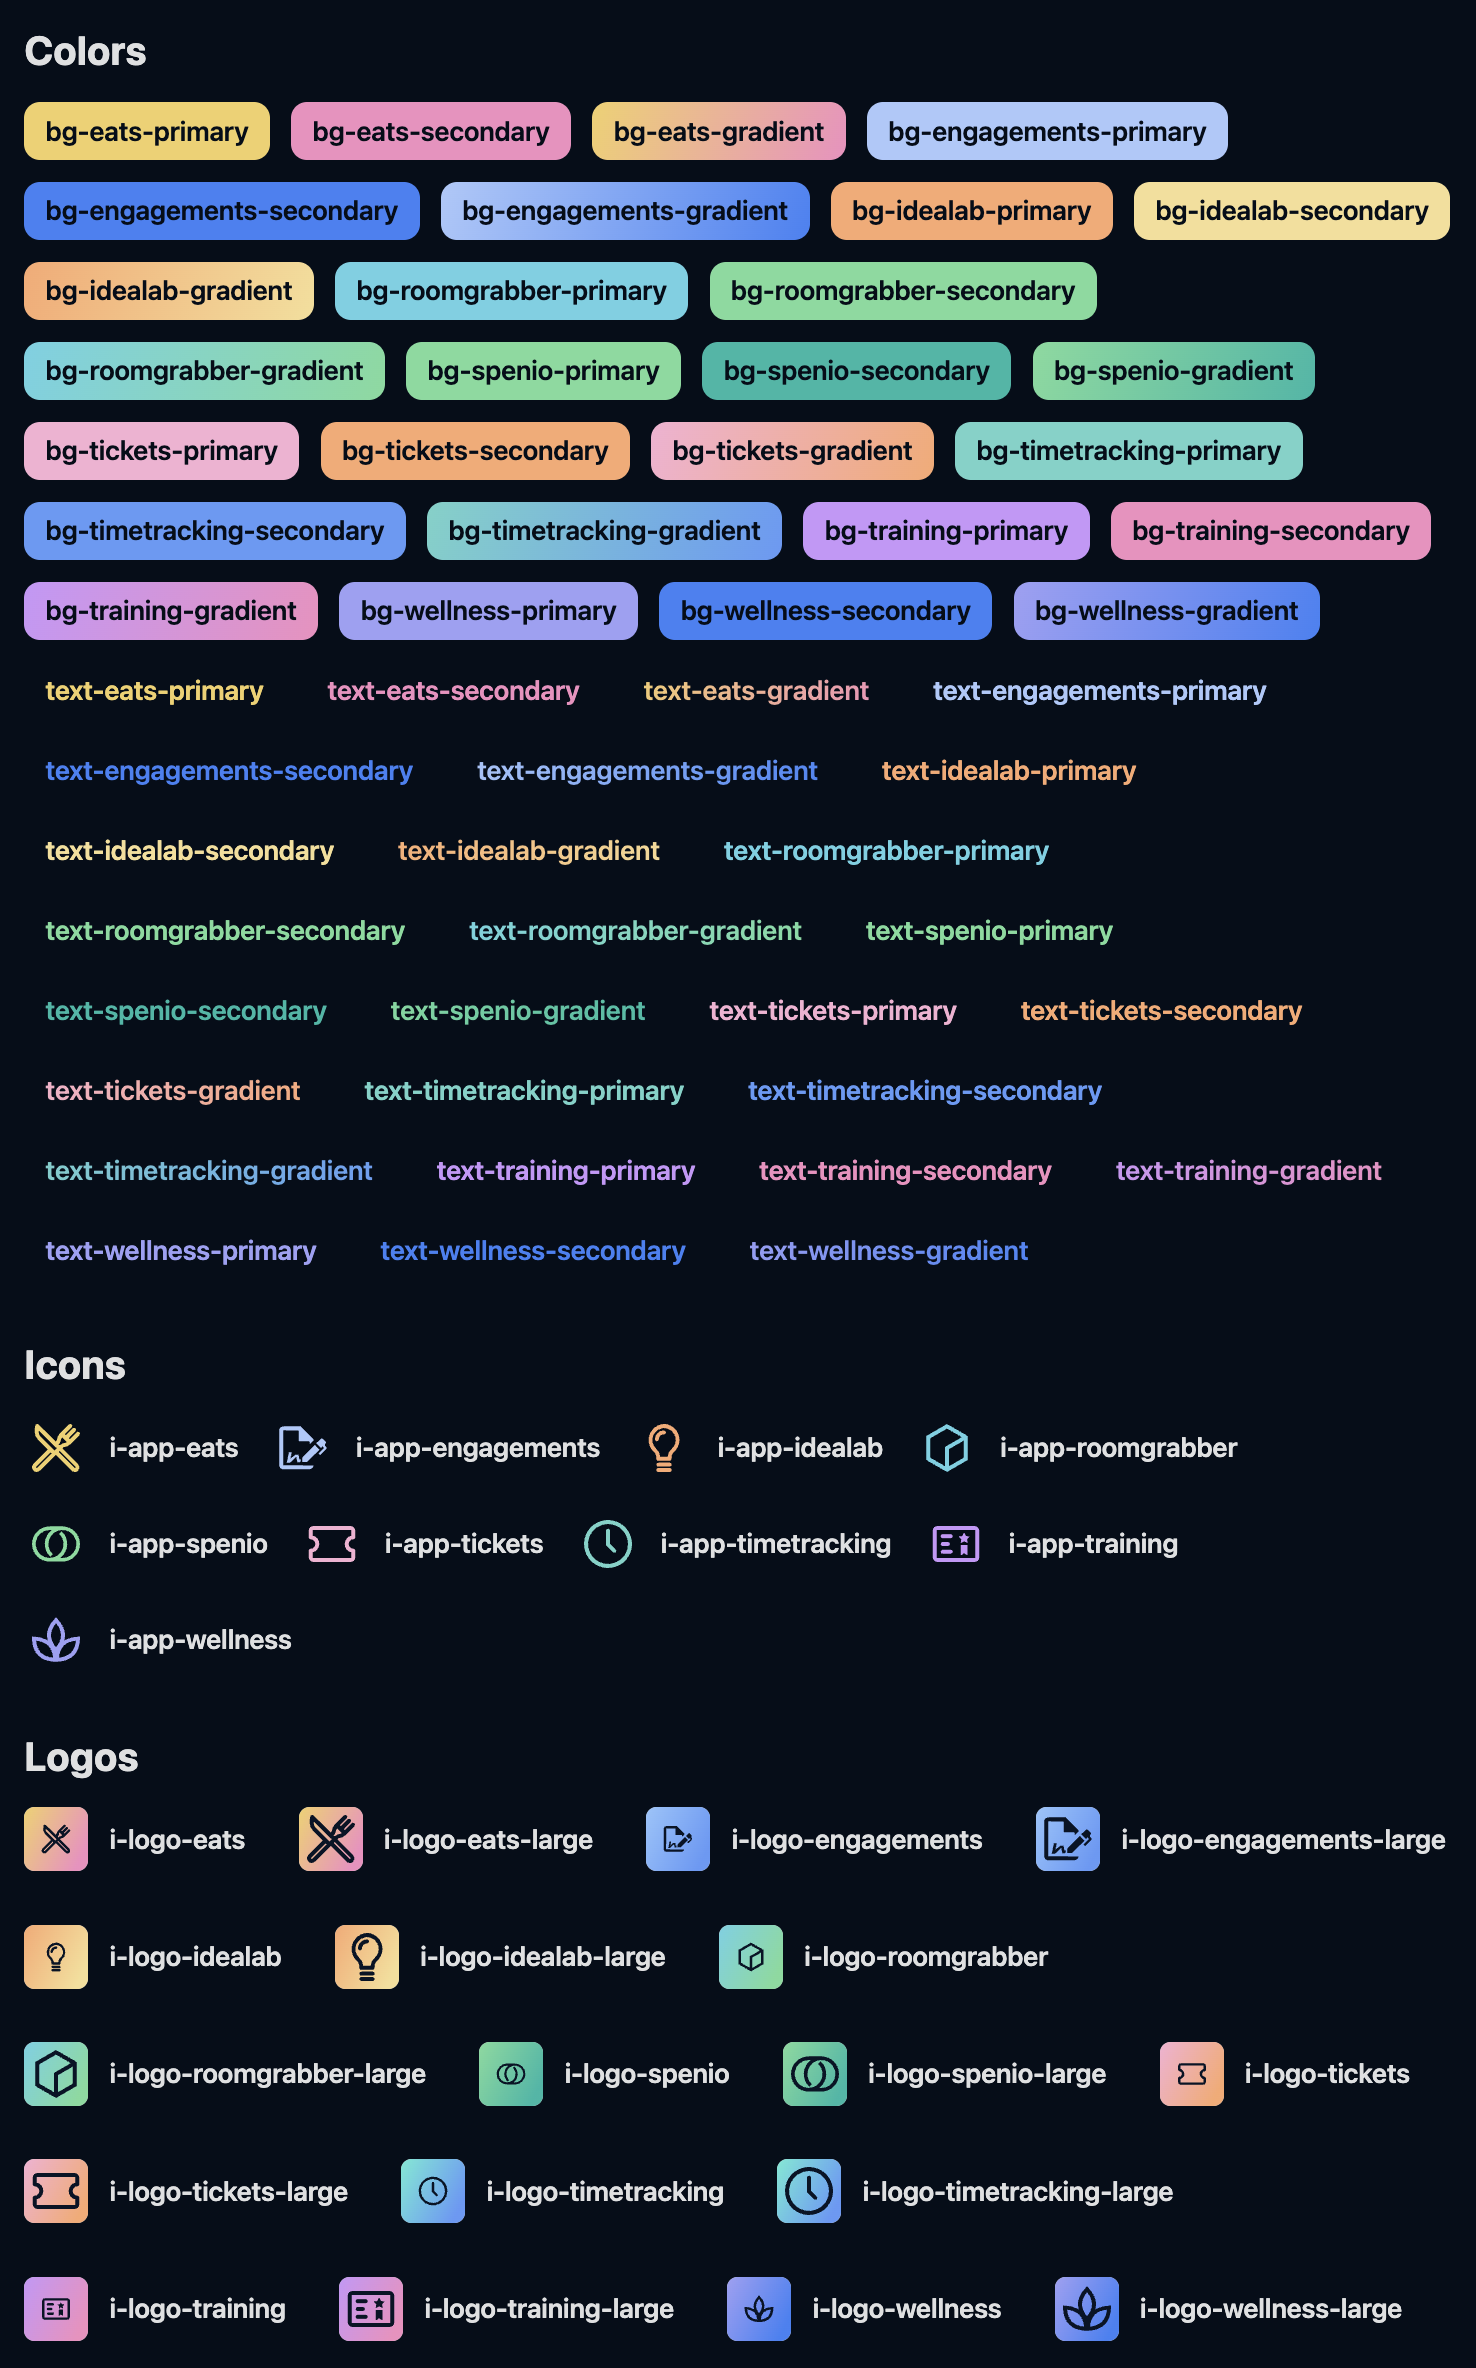 Colors
bg-eats-primary bg-eats-secondary bg-eats-gradient bg-engagements-primary
bg-engagements-secondary bg-engagements-gradient bg-idealab-primary bg-idealab-secondary
bg-idealab-gradient bg-roomgrabber-primary bg-roomgrabber-secondary
bg-roomgrabber-gradient bg-spenio-primary bg-spenio-secondary bg-spenio-gradient
bg-tickets-primary bg-tickets-secondary bg-tickets-gradient bg-timetracking-primary
bg-timetracking-secondary bg-timetracking-gradient bg-training-primary bg-training-secondary
bg-training-gradient bg-wellness-primary bg-wellness-secondary bg-wellness-gradient
text-eats-primary text-eats-secondary text-eats-gradient text-engagements-primary
text-engagements-secondary text-engagements-gradient text-idealab-primary
text-idealab-secondary text-idealab-gradient text-roomgrabber-primary
text-roomgrabber-secondary text-roomgrabber-gradient text-spenio-primary
text-spenio-secondary text-spenio-gradient text-tickets-primary text-tickets-secondary
text-tickets-gradient text-timetracking-primary text-timetracking-secondary
text-timetracking-gradient text-training-primary text-training-secondary text-training-gradient
text-wellness-primary text-wellness-secondary text-wellness-gradient
Icons
i-app-eats i-app-engagements i-app-idealab i-app-roomgrabber
i-app-spenio i-app-tickets i-app-timetracking i-app-training
i-app-wellness
Logos
i-logo-eats i-logo-eats-large i-logo-engagements i-logo-engagements-large
i-logo-idealab i-logo-idealab-large i-logo-roomgrabber
i-logo-roomgrabber-large i-logo-spenio i-logo-spenio-large i-logo-tickets
i-logo-tickets-large i-logo-timetracking i-logo-timetracking-large
i-logo-training i-logo-training-large i-logo-wellness i-logo-wellness-large